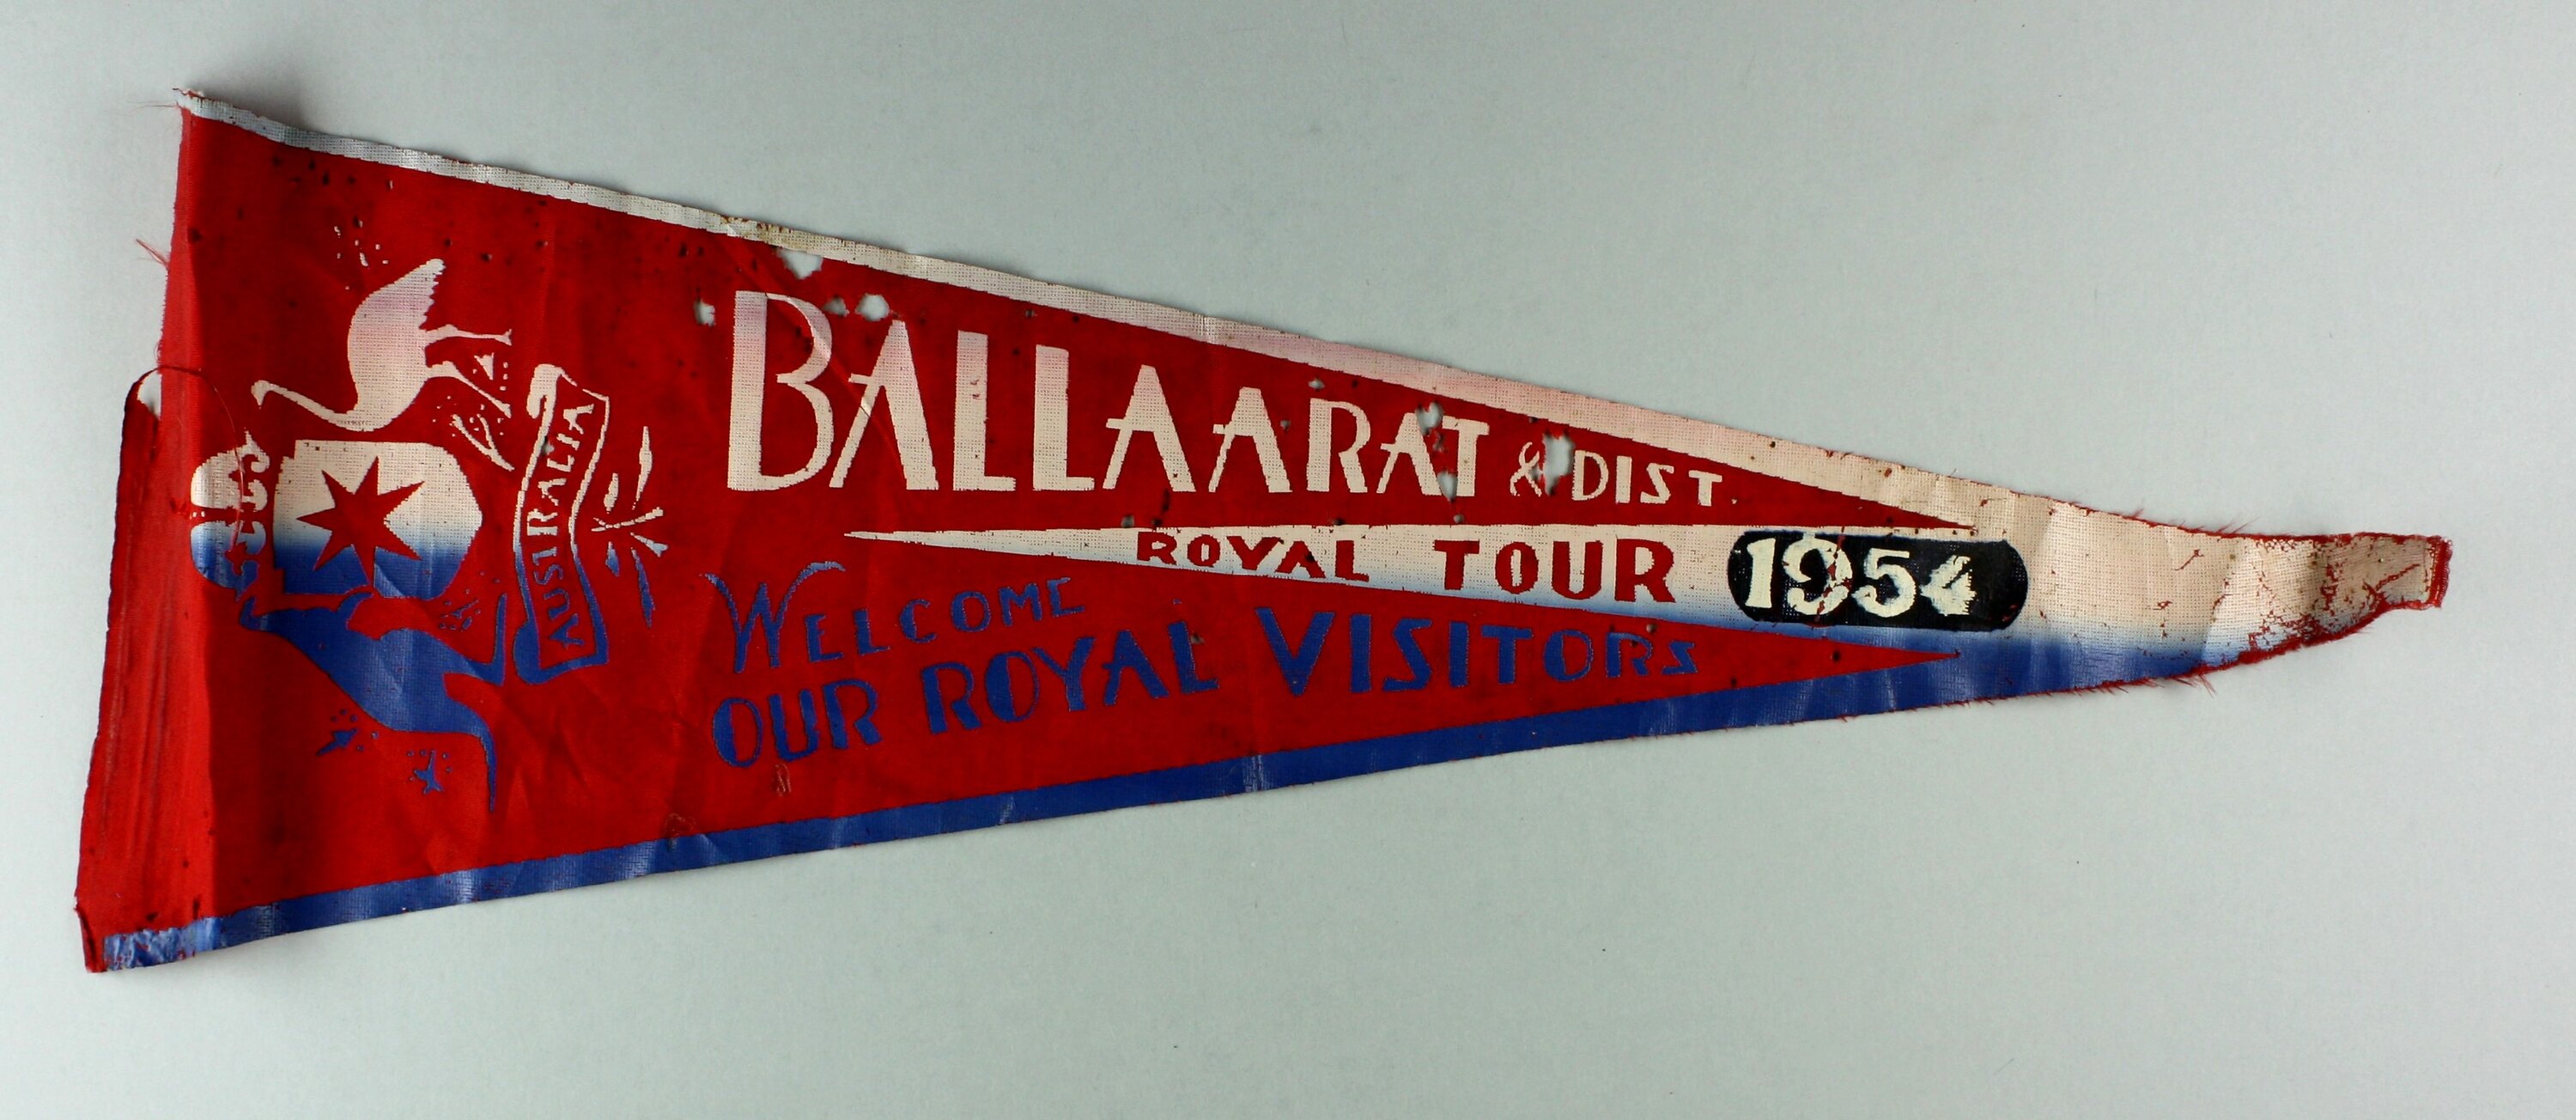 AUSTRALIA
BALLAARAT & DIST.
ROYAL TOUR 1954
WELCOME
OUR ROYAL VISITORS